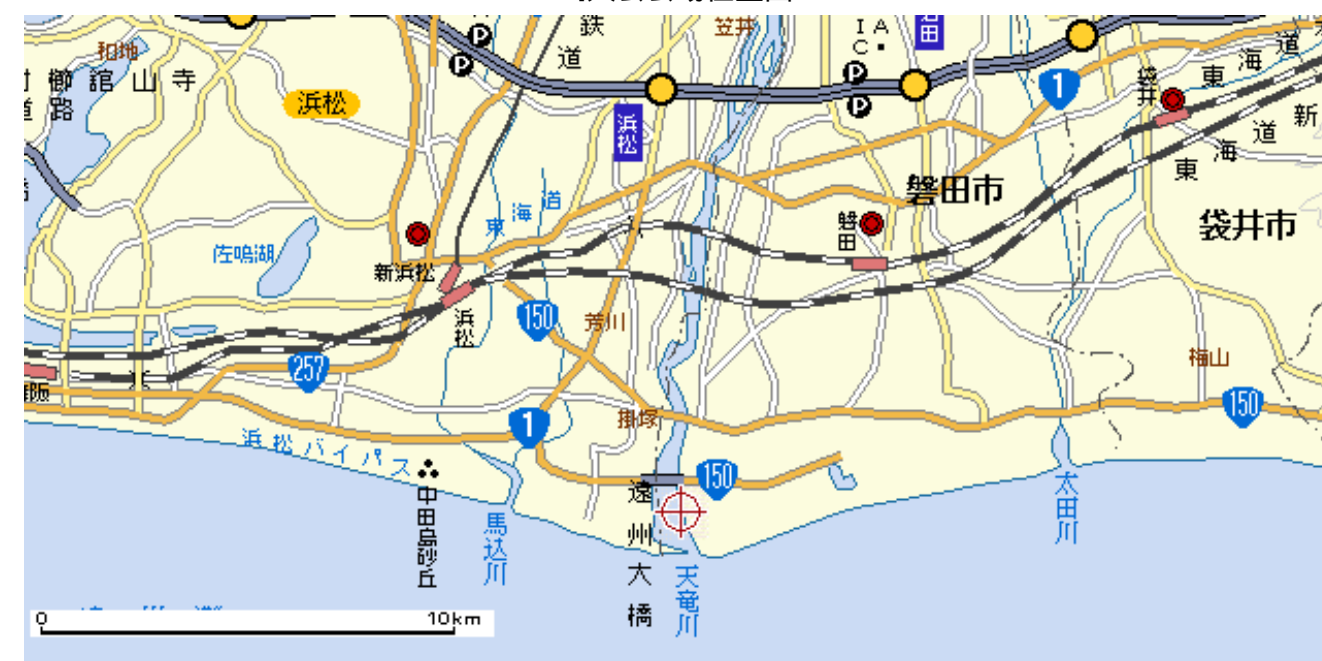 和地
鉄
道
笠井
IA
C・
P
P
P
P
田
1
袋井
東海道
新
舘山寺
路
浜松
浜松
東海道
磐田市
磐田
袋井市
東海道
佐鳴湖
新浜松
浜松
150
芳川
257
梅山
150
1
掛塚
浜松バイパス
150
中田島砂丘
馬込川
遠州大橋
天竜川
太田川
0
10km